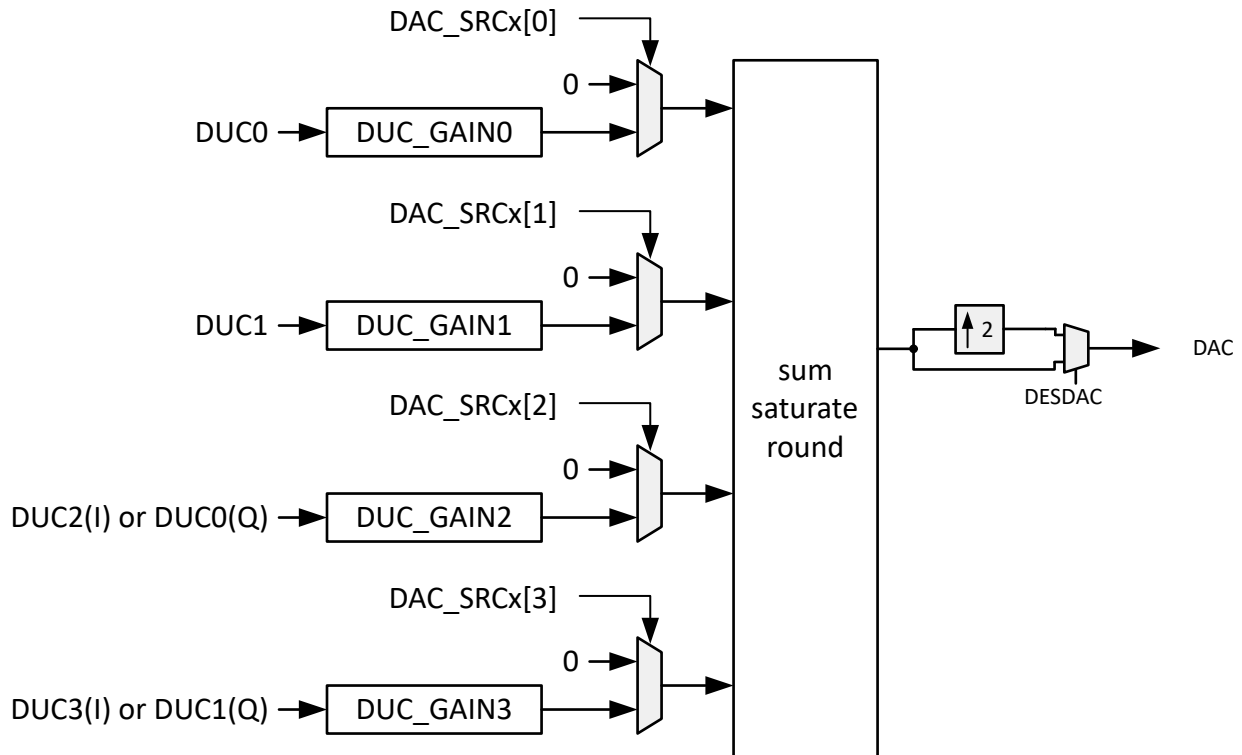 DAC_SRCx[0]
0
DUC0
DUC_GAIN0
DAC_SRCx[1]
0
DUC1
DUC_GAIN1
DAC_SRCx[2]
0
DUC2(I) or DUC0(Q)
DUC_GAIN2
DAC_SRCx[3]
0
DUC3(I) or DUC1(Q)
DUC_GAIN3
sum
saturate
round
2
DESDAC
DAC